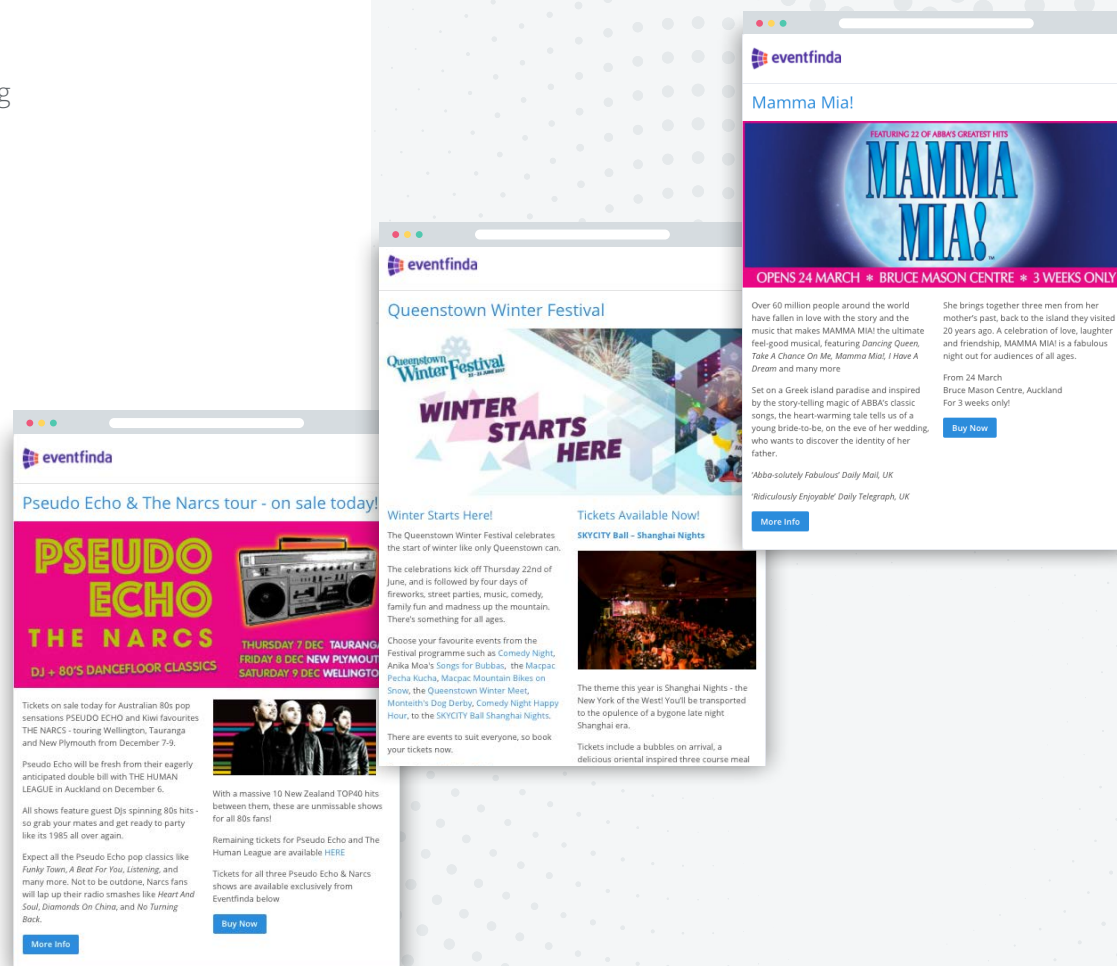 g
eventfinda
Mamma Mia!
FEATURING 22 OF ABBA'S GREATEST HITS
MAMMA
MIA!
TM
OPENS 24 MARCH * BRUCE MASON CENTRE * 3 WEEKS ONLY
Over 60 million people around the world
have fallen in love with the story and the
music that makes MAMMA MIA! the ultimate
feel-good musical, featuring Dancing Queen,
Take A Chance On Me, Mamma Mia!, I Have A
Dream and many more
Set on a Greek island paradise and inspired
by the story-telling magic of ABBA's classic
songs, the heart-warming tale tells us of a
young bride-to-be, on the eve of her wedding,
who wants to discover the identity of her
father.
'Abba-solutely Fabulous' Daily Mail, UK
'Ridiculously Enjoyable' Daily Telegraph, UK
More Info
She brings together three men from her
mother's past, back to the island they visited
20 years ago. A celebration of love, laughter
and friendship, MAMMA MIA! is a fabulous
night out for audiences of all ages.
From 24 March
Bruce Mason Centre, Auckland
For 3 weeks only!
Buy Now
eventfinda
Queenstown Winter Festival
Queenstown
Winter Festival
22 - 25 JUNE 2017
WINTER
STARTS
HERE
Winter Starts Here!
The Queenstown Winter Festival celebrates
the start of winter like only Queenstown can.
The celebrations kick off Thursday 22nd of
June, and is followed by four days of
fireworks, street parties, music, comedy,
family fun and madness up the mountain.
There's something for all ages.
Choose your favourite events from the
Festival programme such as Comedy Night,
Anika Moa's Songs for Bubbas, the Macpac
Pecha Kucha, Macpac Mountain Bikes on
Snow, the Queenstown Winter Meet,
Monteith's Dog Derby, Comedy Night Happy
Hour, to the SKYCITY Ball Shanghai Nights.
There are events to suit everyone, so book
your tickets now.
Tickets Available Now!
SKYCITY Ball – Shanghai Nights
The theme this year is Shanghai Nights - the
New York of the West! You'll be transported
to the opulence of a bygone late night
Shanghai era.
Tickets include a bubbles on arrival, a
delicious oriental inspired three course meal
eventfinda
Pseudo Echo & The Narcs tour - on sale today!
PSEUDO
ECHO
THE NARCS
DJ + 80'S DANCEFLOOR CLASSICS
THURSDAY 7 DEC TAURANGA
FRIDAY 8 DEC NEW PLYMOUT
SATURDAY 9 DEC WELLINGTO
Tickets on sale today for Australian 80s pop
sensations PSEUDO ECHO and Kiwi favourites
THE NARCS - touring Wellington, Tauranga
and New Plymouth from December 7-9.
Pseudo Echo will be fresh from their eagerly
anticipated double bill with THE HUMAN
LEAGUE in Auckland on December 6.
All shows feature guest DJs spinning 80s hits -
so grab your mates and get ready to party
like its 1985 all over again.
Expect all the Pseudo Echo pop classics like
Funky Town, A Beat For You, Listening, and
many more. Not to be outdone, Narcs fans
will lap up their radio smashes like Heart And
Soul, Diamonds On China, and No Turning
Back.
More Info
With a massive 10 New Zealand TOP40 hits
between them, these are unmissable shows
for all 80s fans!
Remaining tickets for Pseudo Echo and The
Human League are available HERE
Tickets for all three Pseudo Echo & Narcs
shows are available exclusively from
Eventfinda below
Buy Now